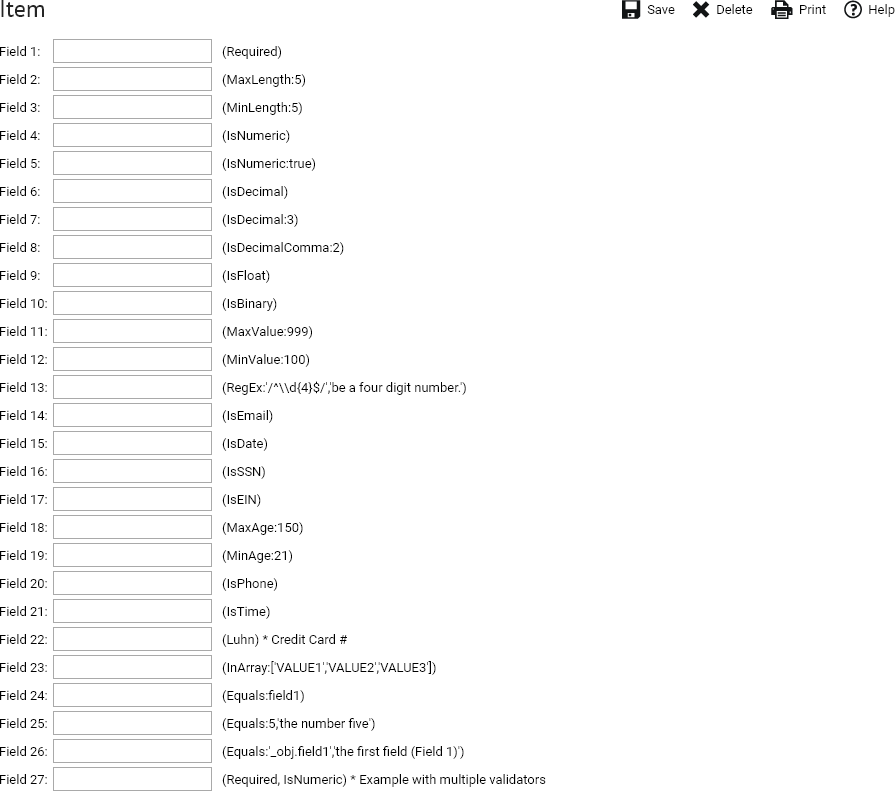 Item
Save Delete Print Help
Field 1: (Required)
Field 2: (MaxLength:5)
Field 3: (MinLength:5)
Field 4: (IsNumeric)
Field 5: (IsNumeric:true)
Field 6: (IsDecimal)
Field 7: (IsDecimal:3)
Field 8: (IsDecimalComma:2)
Field 9: (IsFloat)
Field 10: (IsBinary)
Field 11: (MaxValue:999)
Field 12: (MinValue:100)
Field 13: (RegEx:'/^\\d{4}$/','be a four digit number.')
Field 14: (IsEmail)
Field 15: (IsDate)
Field 16: (IsSSN)
Field 17: (IsEIN)
Field 18: (MaxAge:150)
Field 19: (MinAge:21)
Field 20: (IsPhone)
Field 21: (IsTime)
Field 22: (Luhn) * Credit Card #
Field 23: (InArray:['VALUE1','VALUE2','VALUE3'])
Field 24: (Equals:field1)
Field 25: (Equals:5,'the number five')
Field 26: (Equals:'_obj.field1','the first field (Field 1)')
Field 27: (Required, IsNumeric) * Example with multiple validators